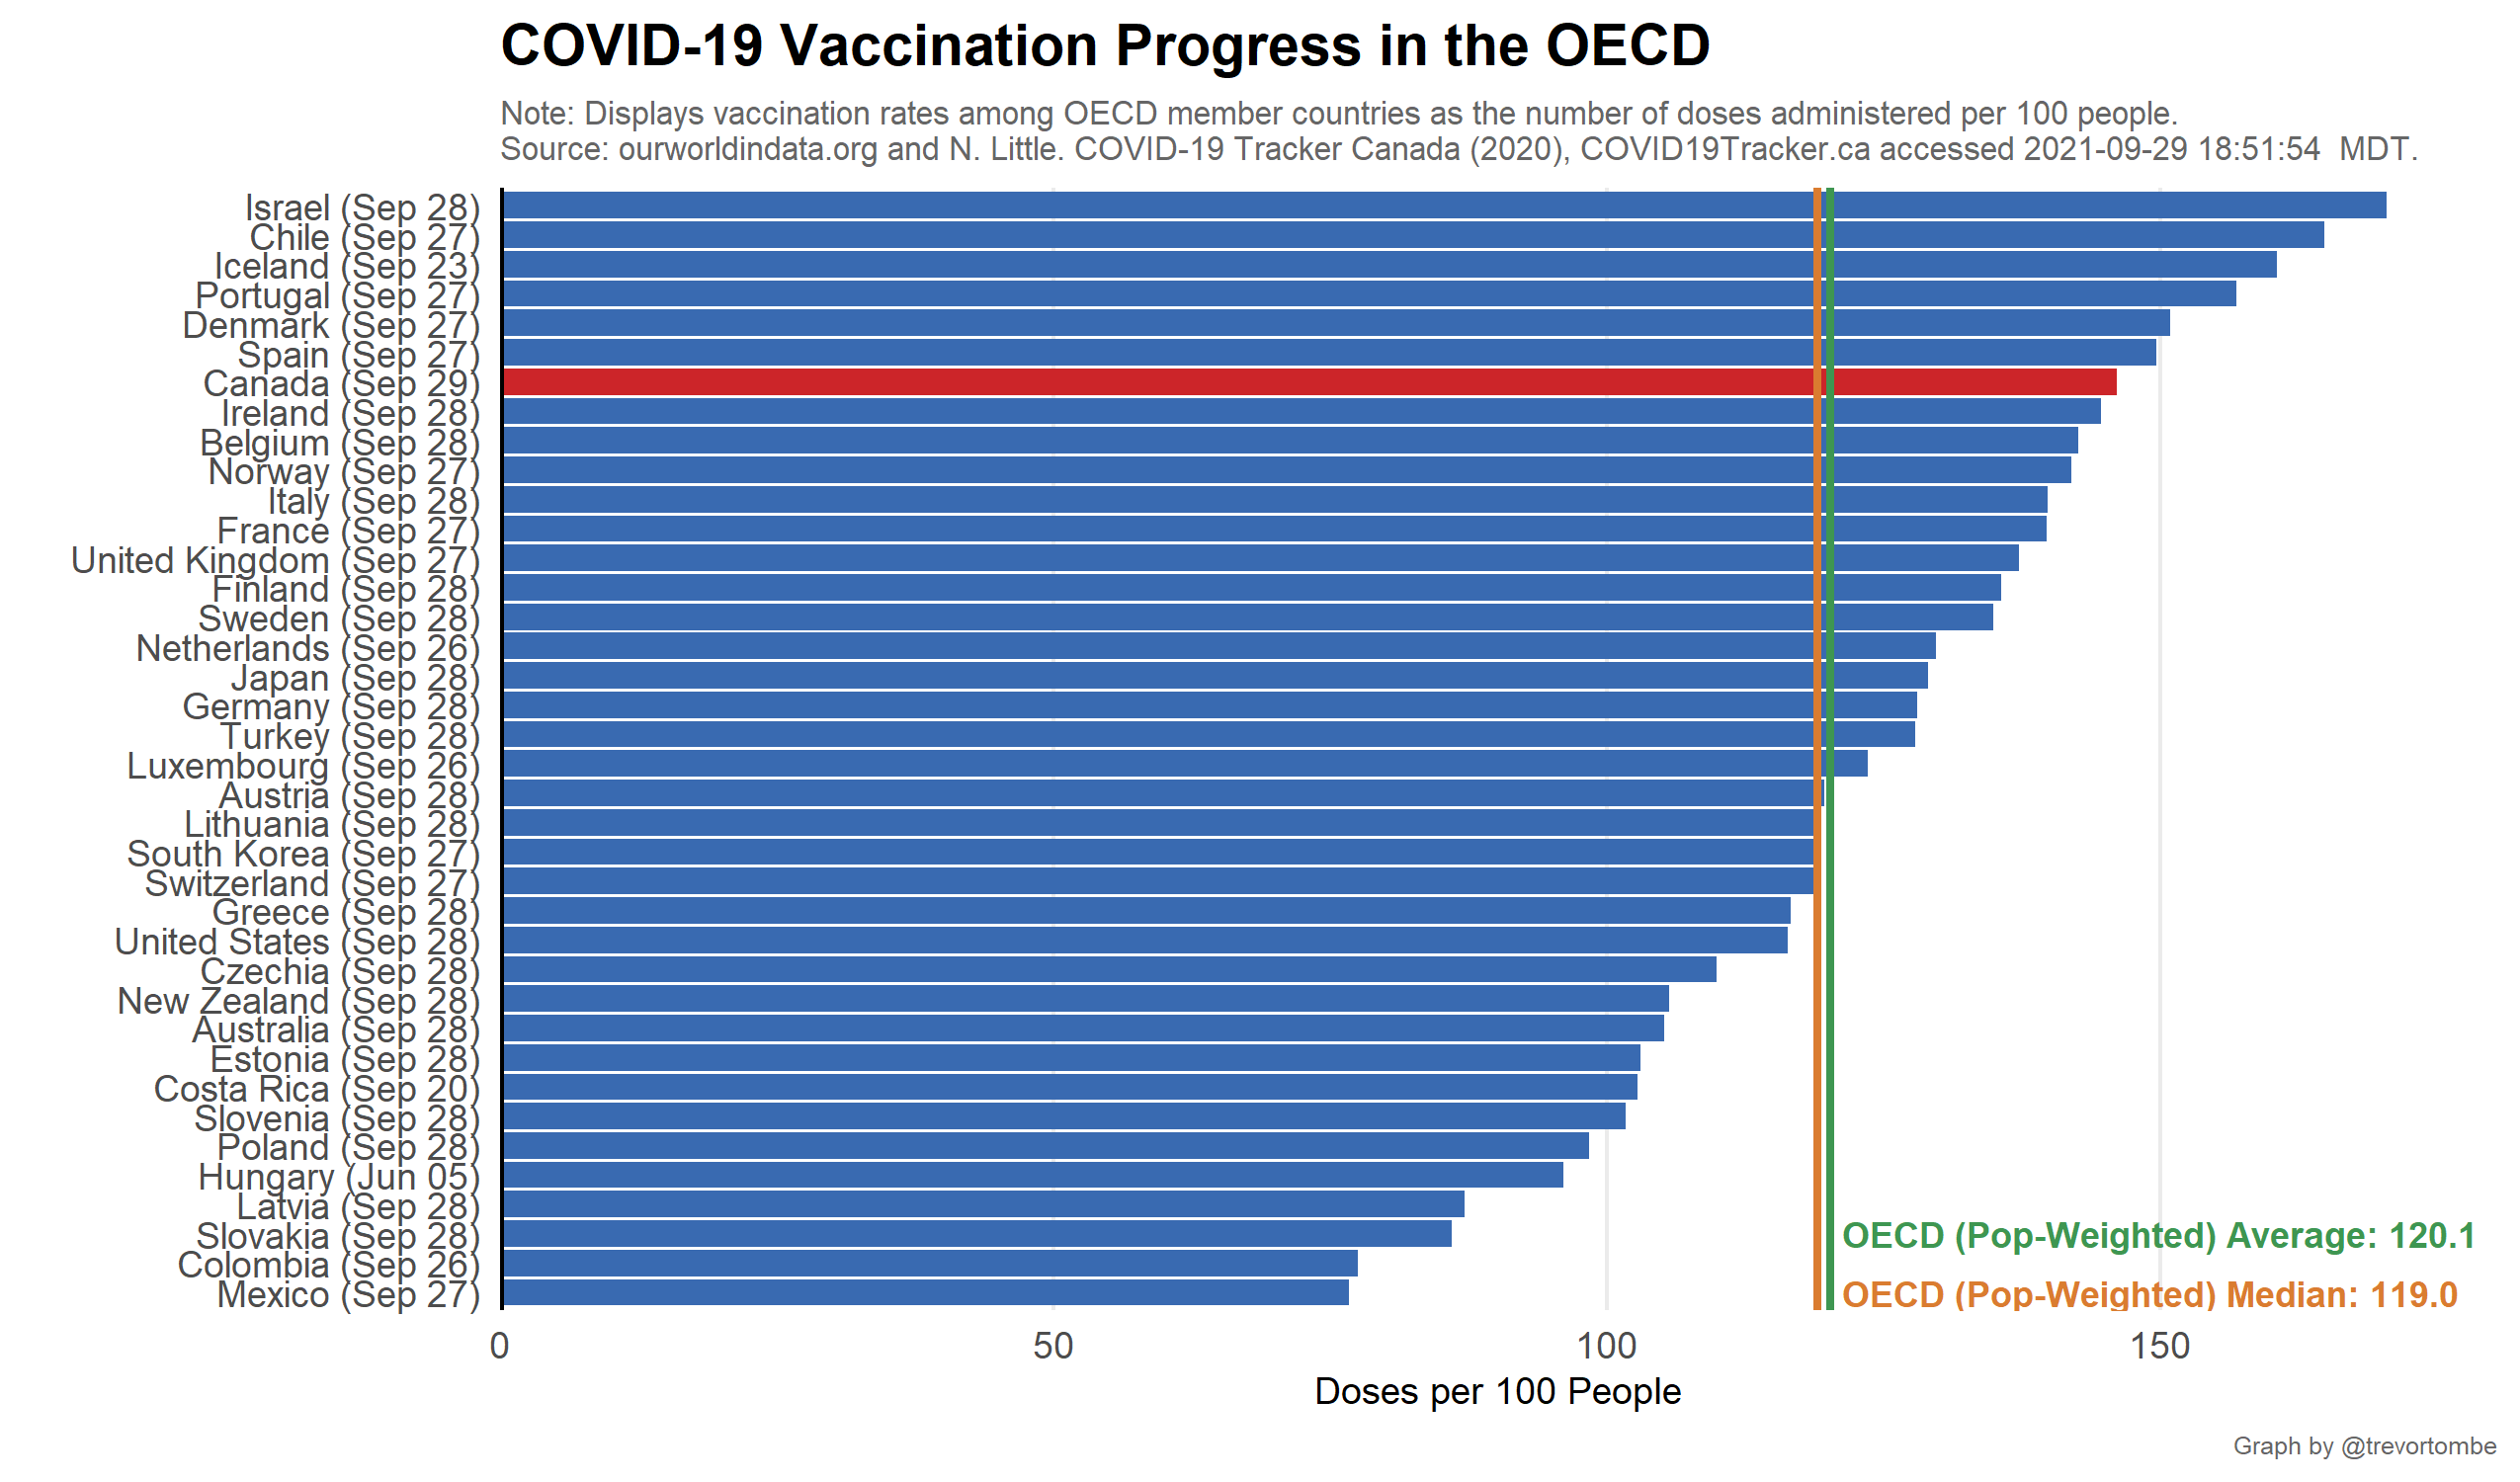 COVID-19 Vaccination Progress in the OECD
Note: Displays vaccination rates among OECD member countries as the number of doses administered per 100 people.
Source: ourworldindata.org and N. Little. COVID-19 Tracker Canada (2020), COVID19Tracker.ca accessed 2021-09-29 18:51:54  MDT.
Israel (Sep 28)
Chile (Sep 27)
Iceland (Sep 23)
Portugal (Sep 27)
Denmark (Sep 27)
Spain (Sep 27)
Canada (Sep 29)
Ireland (Sep 28)
Belgium (Sep 28)
Norway (Sep 27)
Italy (Sep 28)
France (Sep 27)
United Kingdom (Sep 27)
Finland (Sep 28)
Sweden (Sep 28)
Netherlands (Sep 26)
Japan (Sep 28)
Germany (Sep 28)
Turkey (Sep 28)
Luxembourg (Sep 26)
Austria (Sep 28)
Lithuania (Sep 28)
South Korea (Sep 27)
Switzerland (Sep 27)
Greece (Sep 28)
United States (Sep 28)
Czechia (Sep 28)
New Zealand (Sep 28)
Australia (Sep 28)
Estonia (Sep 28)
Costa Rica (Sep 20)
Slovenia (Sep 28)
Poland (Sep 28)
Hungary (Jun 05)
Latvia (Sep 28)
Slovakia (Sep 28)
Colombia (Sep 26)
Mexico (Sep 27)
OECD (Pop-Weighted) Average: 120.1
OECD (Pop-Weighted) Median: 119.0
0 50 100 150
Doses per 100 People
Graph by @trevortombe